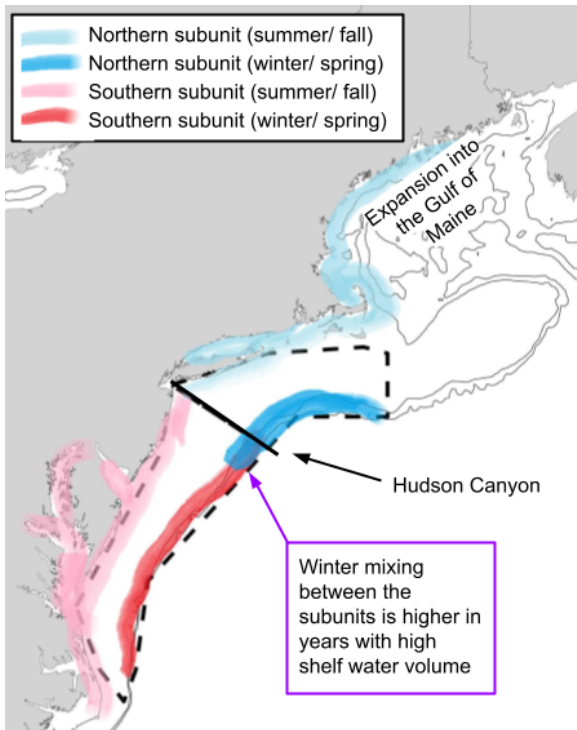 Northern subunit (summer/ fall)
Northern subunit (winter/ spring)
Southern subunit (summer/ fall)
Southern subunit (winter/ spring)
Expansion into
the Gulf of
Maine
Hudson Canyon
Winter mixing
between the
subunits is higher in
years with high
shelf water volume